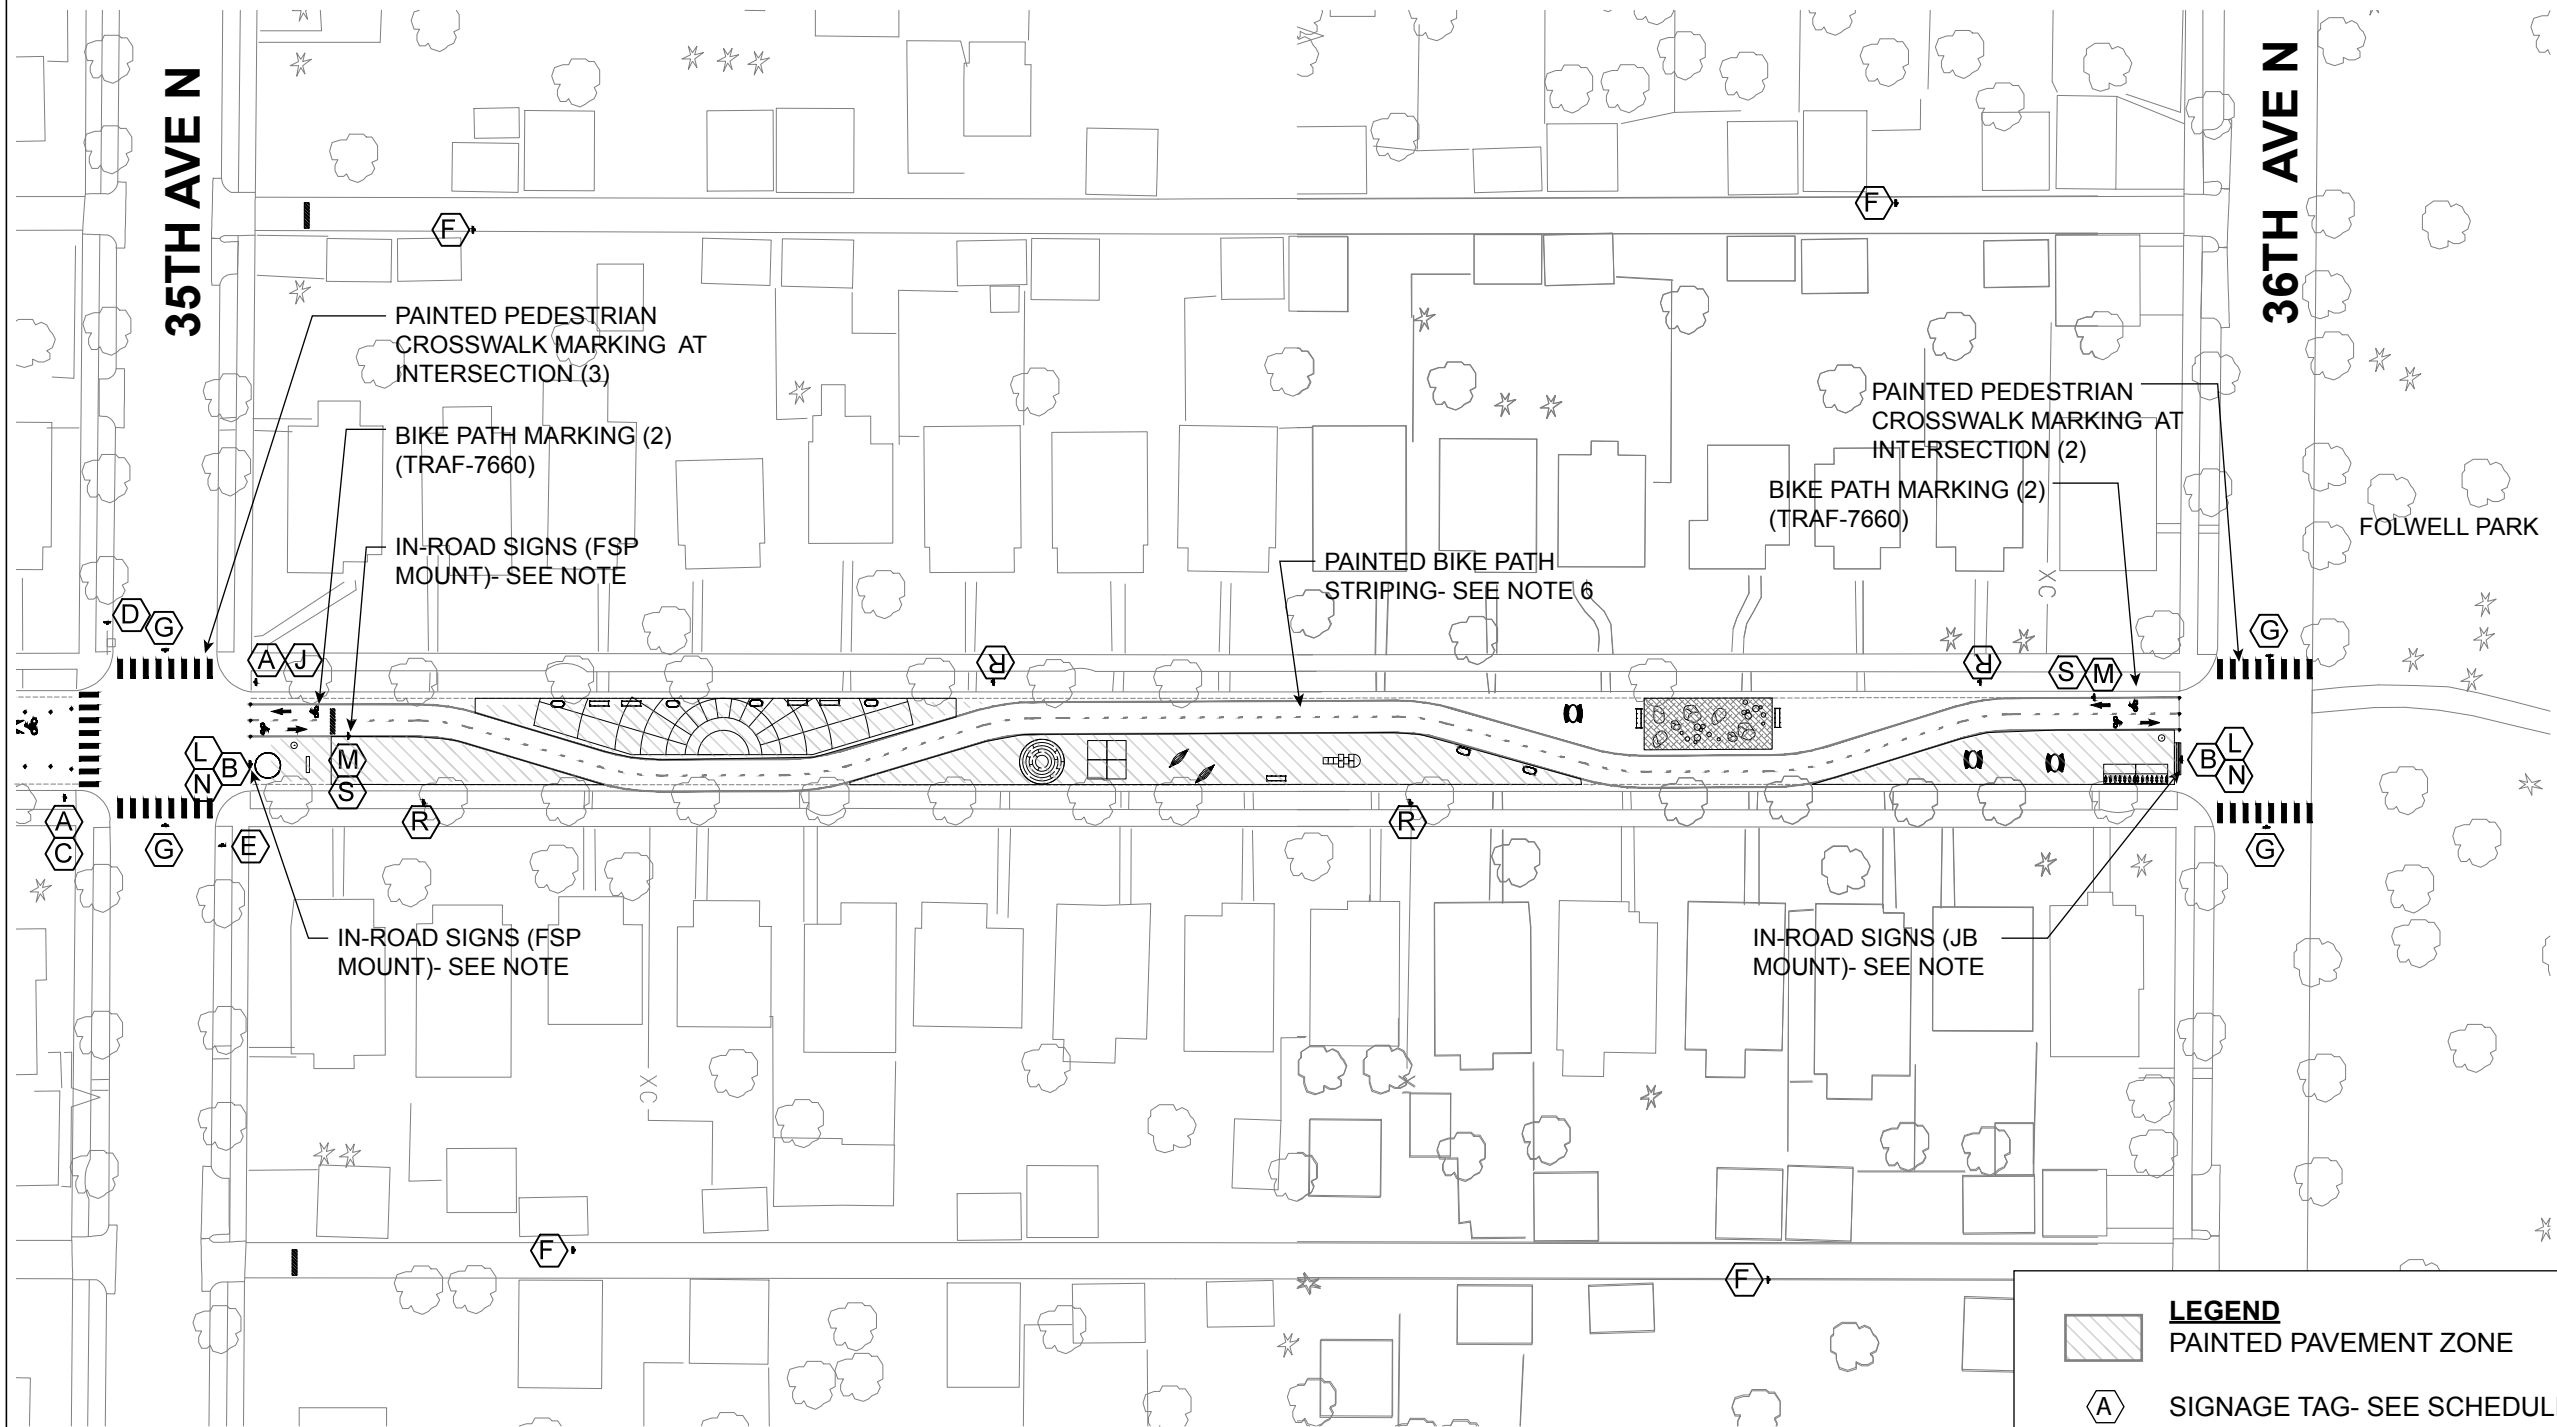 35TH AVE N
36TH AVE N
F
F
PAINTED PEDESTRIAN
CROSSWALK MARKING AT
INTERSECTION (3)
BIKE PATH MARKING (2)
(TRAF-7660)
IN-ROAD SIGNS (FSP
MOUNT)- SEE NOTE
PAINTED BIKE PATH
STRIPING- SEE NOTE 6
PAINTED PEDESTRIAN
CROSSWALK MARKING AT
INTERSECTION (2)
BIKE PATH MARKING (2)
(TRAF-7660)
FOLWELL PARK
XC
D
G
A
J
R
R
S
M
G
L
B
N
M
S
B
L
N
A
C
G
E
R
R
G
IN-ROAD SIGNS (FSP
MOUNT)- SEE NOTE
IN-ROAD SIGNS (JB
MOUNT)- SEE NOTE
XC
X
F
F
LEGEND
PAINTED PAVEMENT ZONE
A
SIGNAGE TAG- SEE